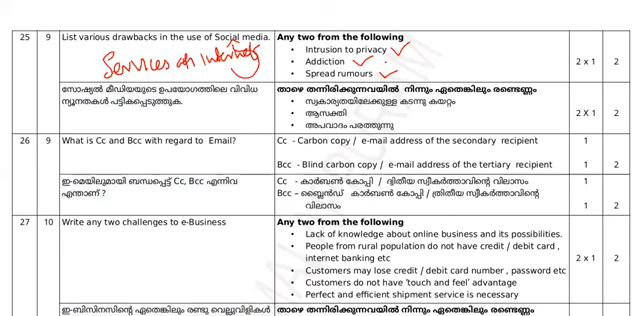 25 9 List various drawbacks in the use of Social media. Any two from the following
• Intrusion to privacy
• Addiction
• Spread rumours
2 x 1 2
Services on Internet
സോഷ്യൽ മീഡിയയുടെ ഉപയോഗത്തിലെ വിവിധ
ന്യൂനതകൾ പട്ടികപ്പെടുത്തുക.
താഴെ തന്നിരിക്കുന്നവയിൽ നിന്നും ഏതെങ്കിലും രണ്ടെണ്ണം
• സ്വകാര്യതയിലേക്കുള്ള കടന്നു കയറ്റം
• ആസക്തി
• അപവാദം പരത്തുന്നു
2 X 1 2
26 9 What is Cc and Bcc with regard to Email? Cc - Carbon copy / e-mail address of the secondary recipient 1
Bcc - Blind carbon copy / e-mail address of the tertiary recipient 1 2
ഇ-മെയിലുമായി ബന്ധപ്പെട്ട് Cc, Bcc എന്നിവ
എന്താണ് ?
Cc - കാർബൺ കോപ്പി / ദ്വിതീയ സ്വീകർത്താവിന്റെ വിലാസം 1
Bcc – ബ്ലൈൻഡ് കാർബൺ കോപ്പി / ത്രിതീയ സ്വീകർത്താവിന്റെ
വിലാസം 1 2
27 10 Write any two challenges to e-Business Any two from the following
• Lack of knowledge about online business and its possibilities.
• People from rural population do not have credit / debit card ,
internet banking etc
• Customers may lose credit / debit card number , password etc
• Customers do not have 'touch and feel' advantage
• Perfect and efficient shipment service is necessary
2 x 1 2
ഇ-ബിസിനസിന്റെ ഏതെങ്കിലും രണ്ടു വെല്ലുവിളികൾ താഴെ തന്നിരിക്കുന്നവയിൽ നിന്നും ഏതെങ്കിലും രണ്ടെണ്ണം